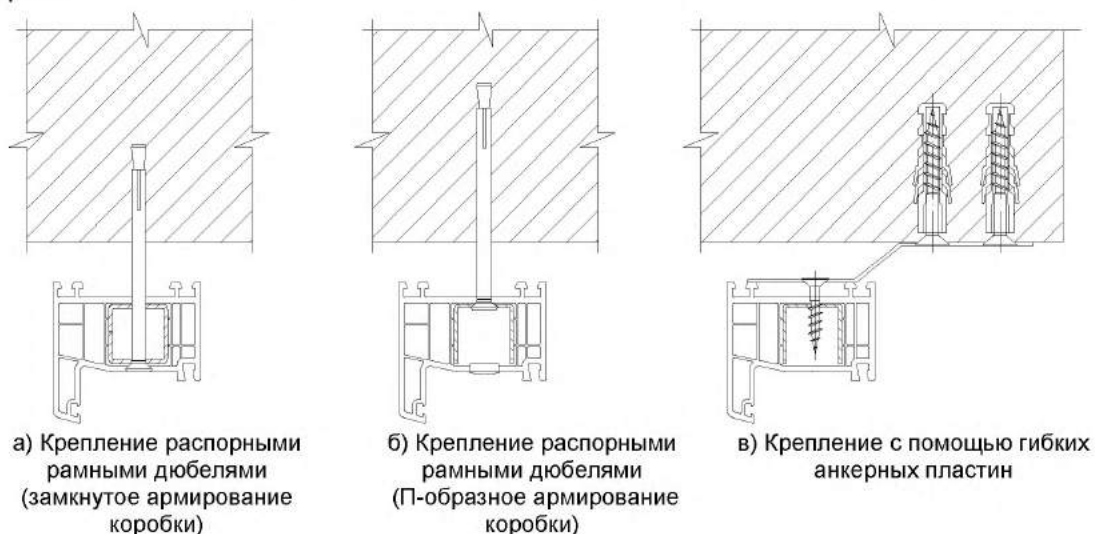 а) Крепление распорными
рамными дюбелями
(замкнутое армирование
коробки)
б) Крепление распорными
рамными дюбелями
(П-образное армирование
коробки)
в) Крепление с помощью гибких
анкерных пластин